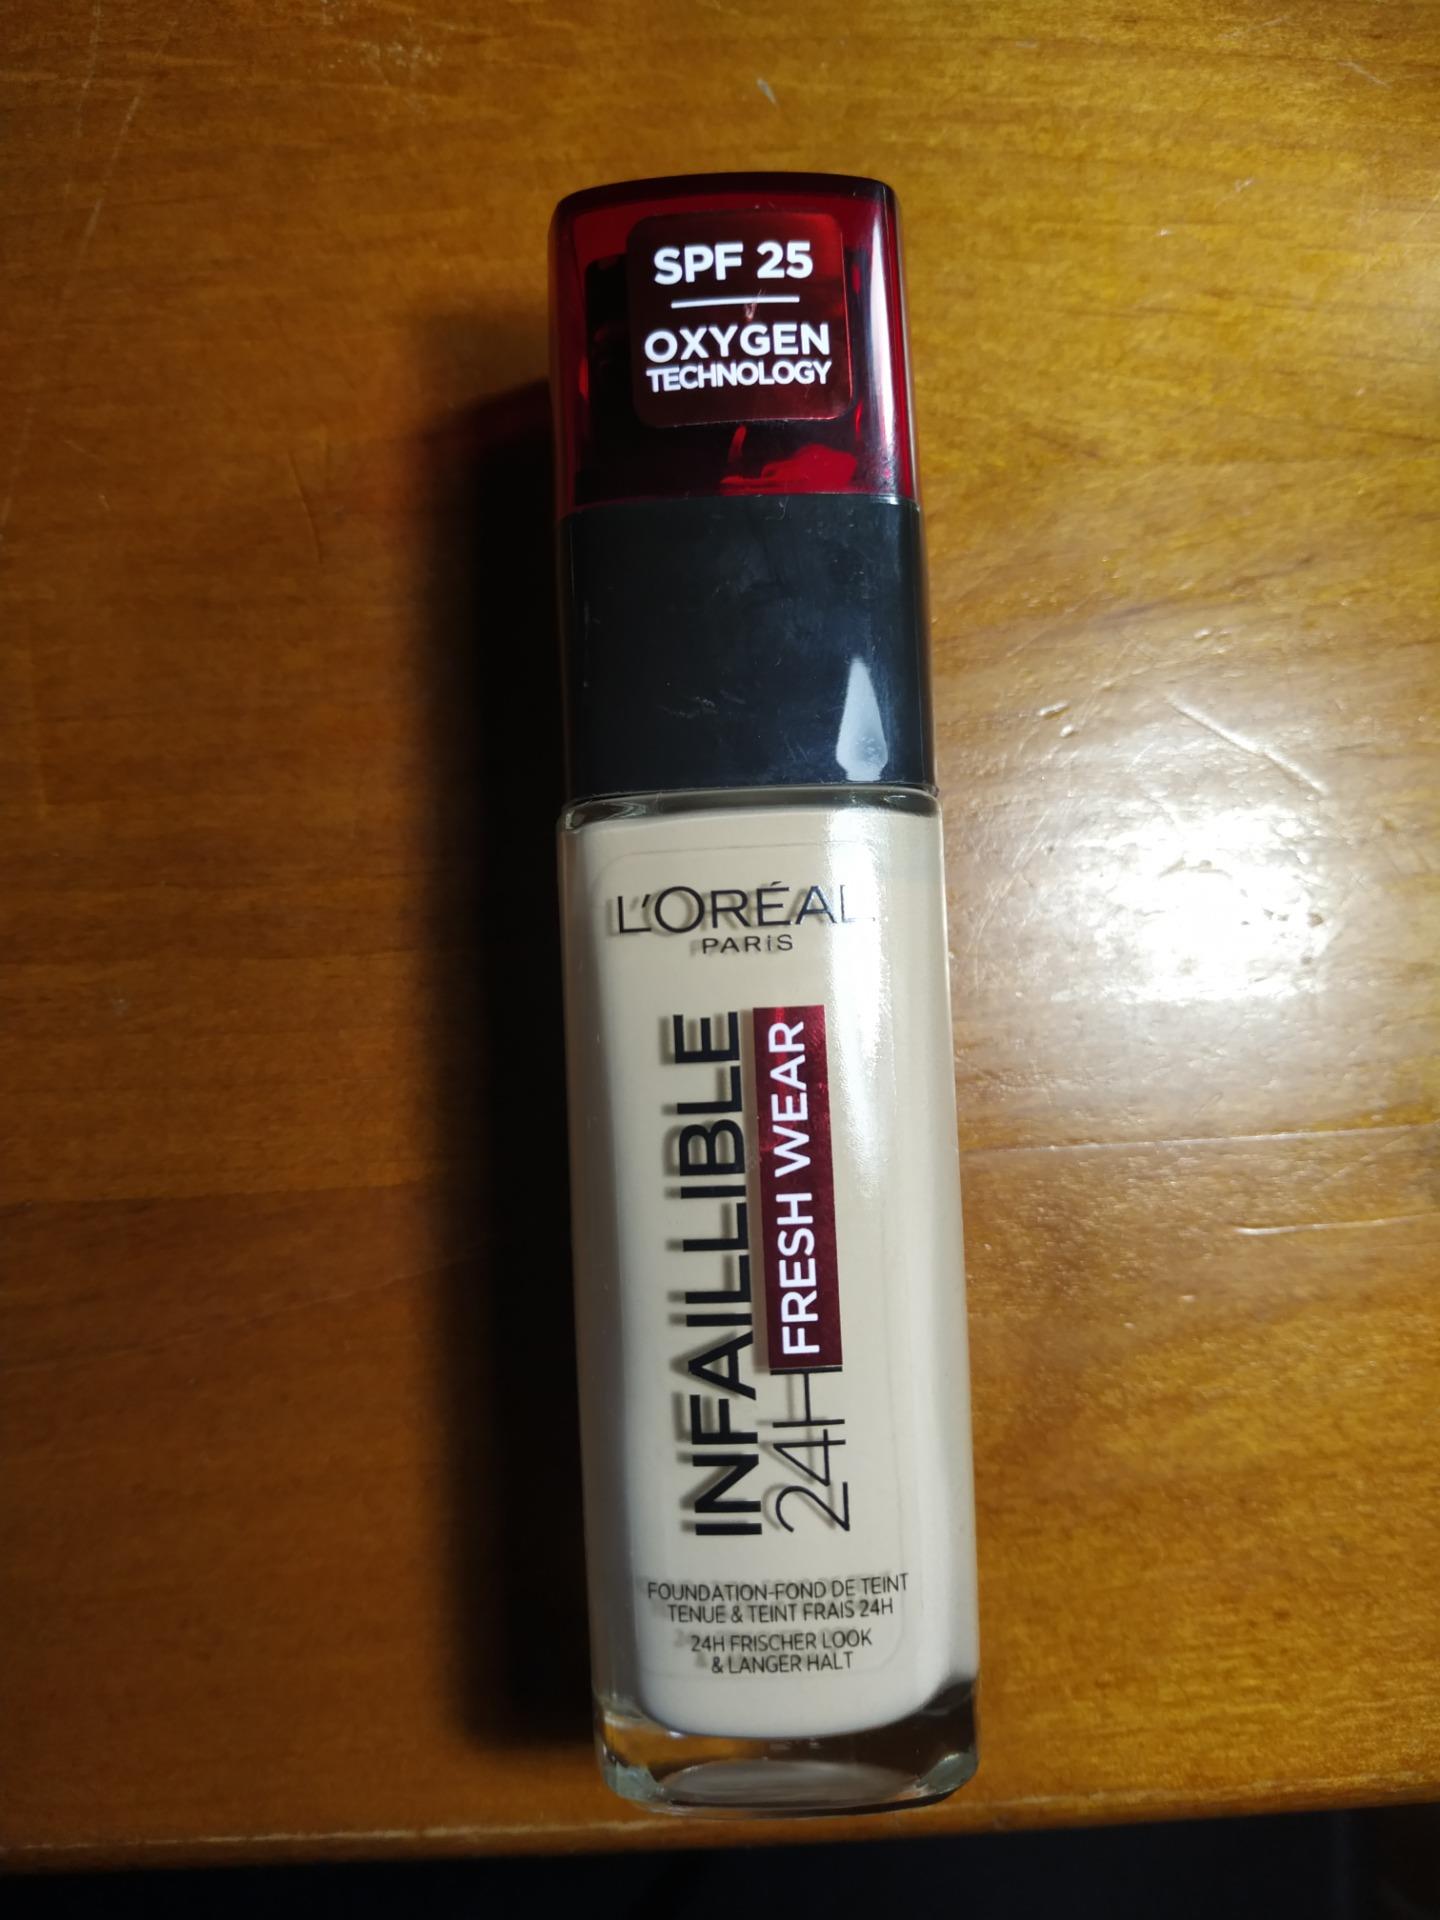 SPF 25
OXYGEN
TECHNOLOGY
L'ORÉAL
PARIS
INFAILLIBLE
24H FRESH WEAR
FOUNDATION-FOND DE TEINT
TENUE & TEINT FRAIS 24H
24H FRISCHER LOOK
& LANGER HALT